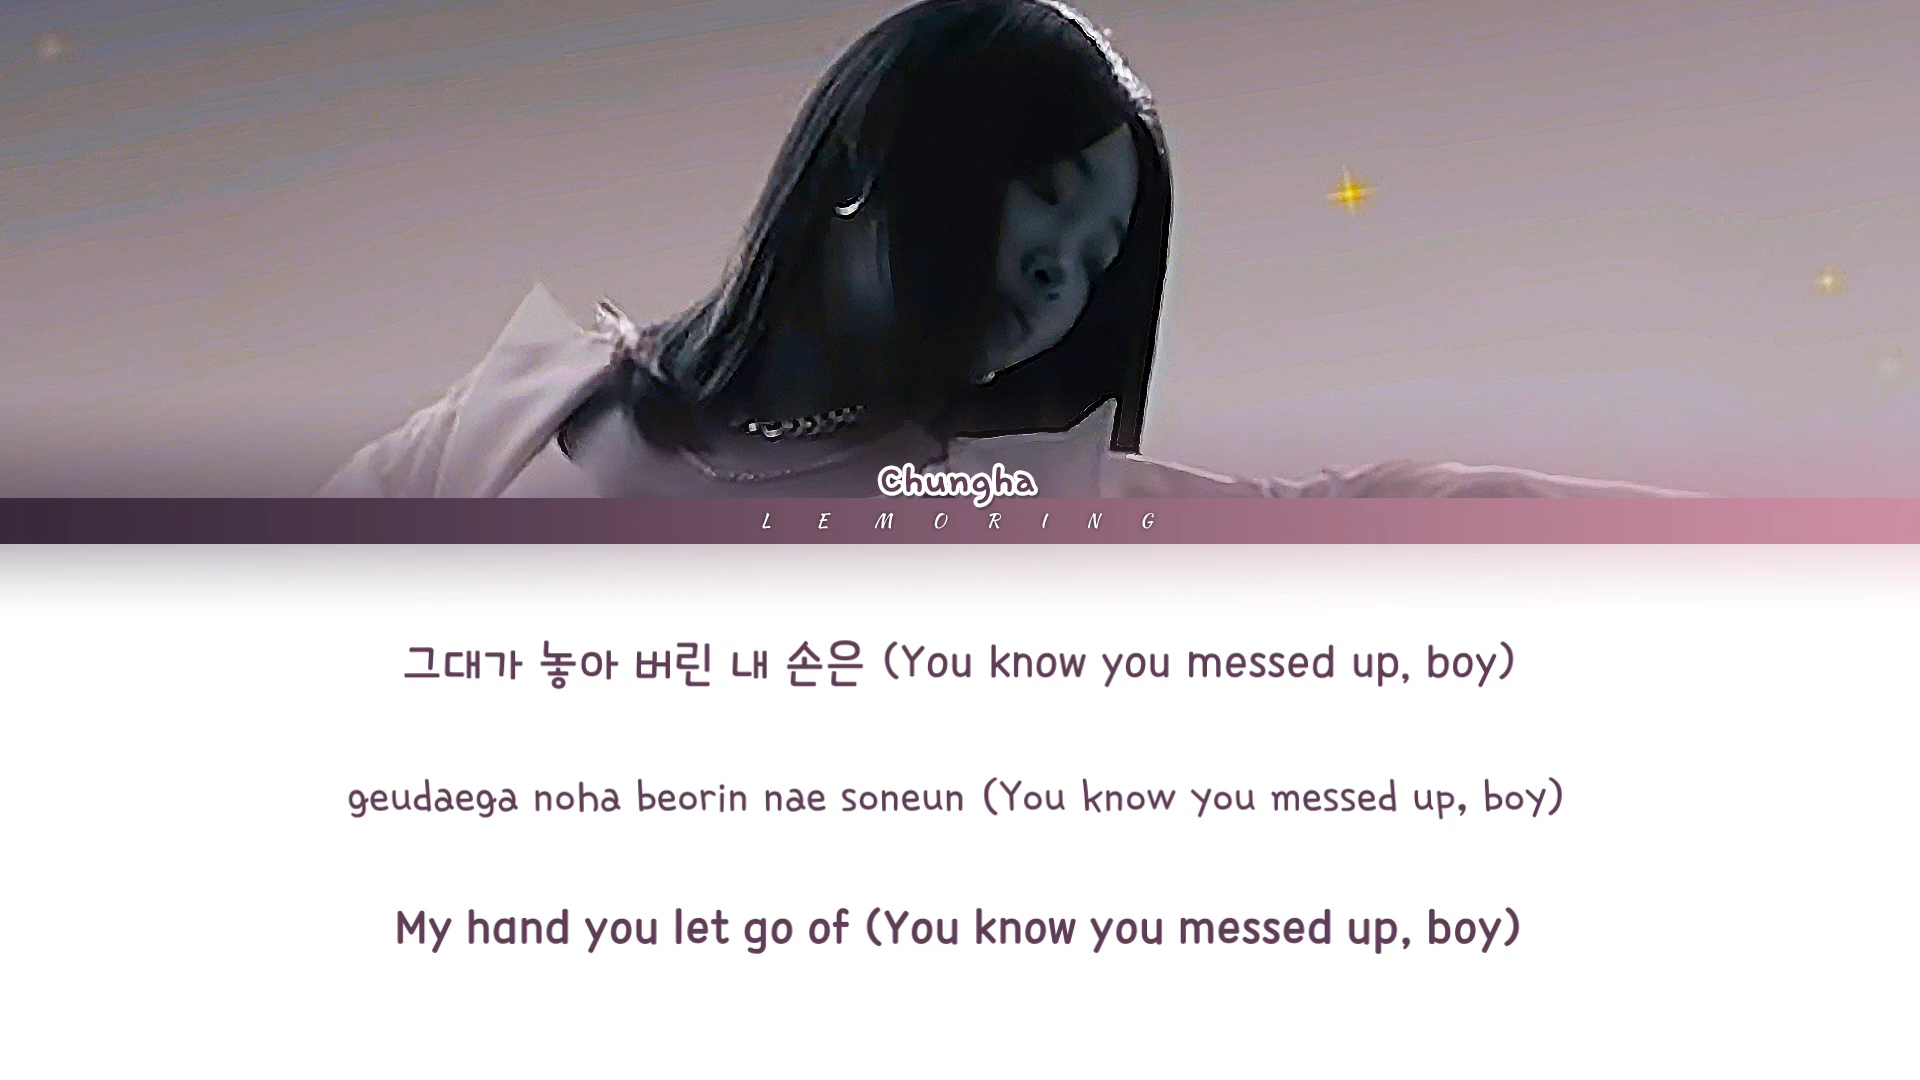 Chungha
LEMORING
그대가 놓아 버린 내 손은 (You know you messed up, boy)
geudaega noha beorin nae soneun (You know you messed up, boy)
My hand you let go of (You know you messed up, boy)